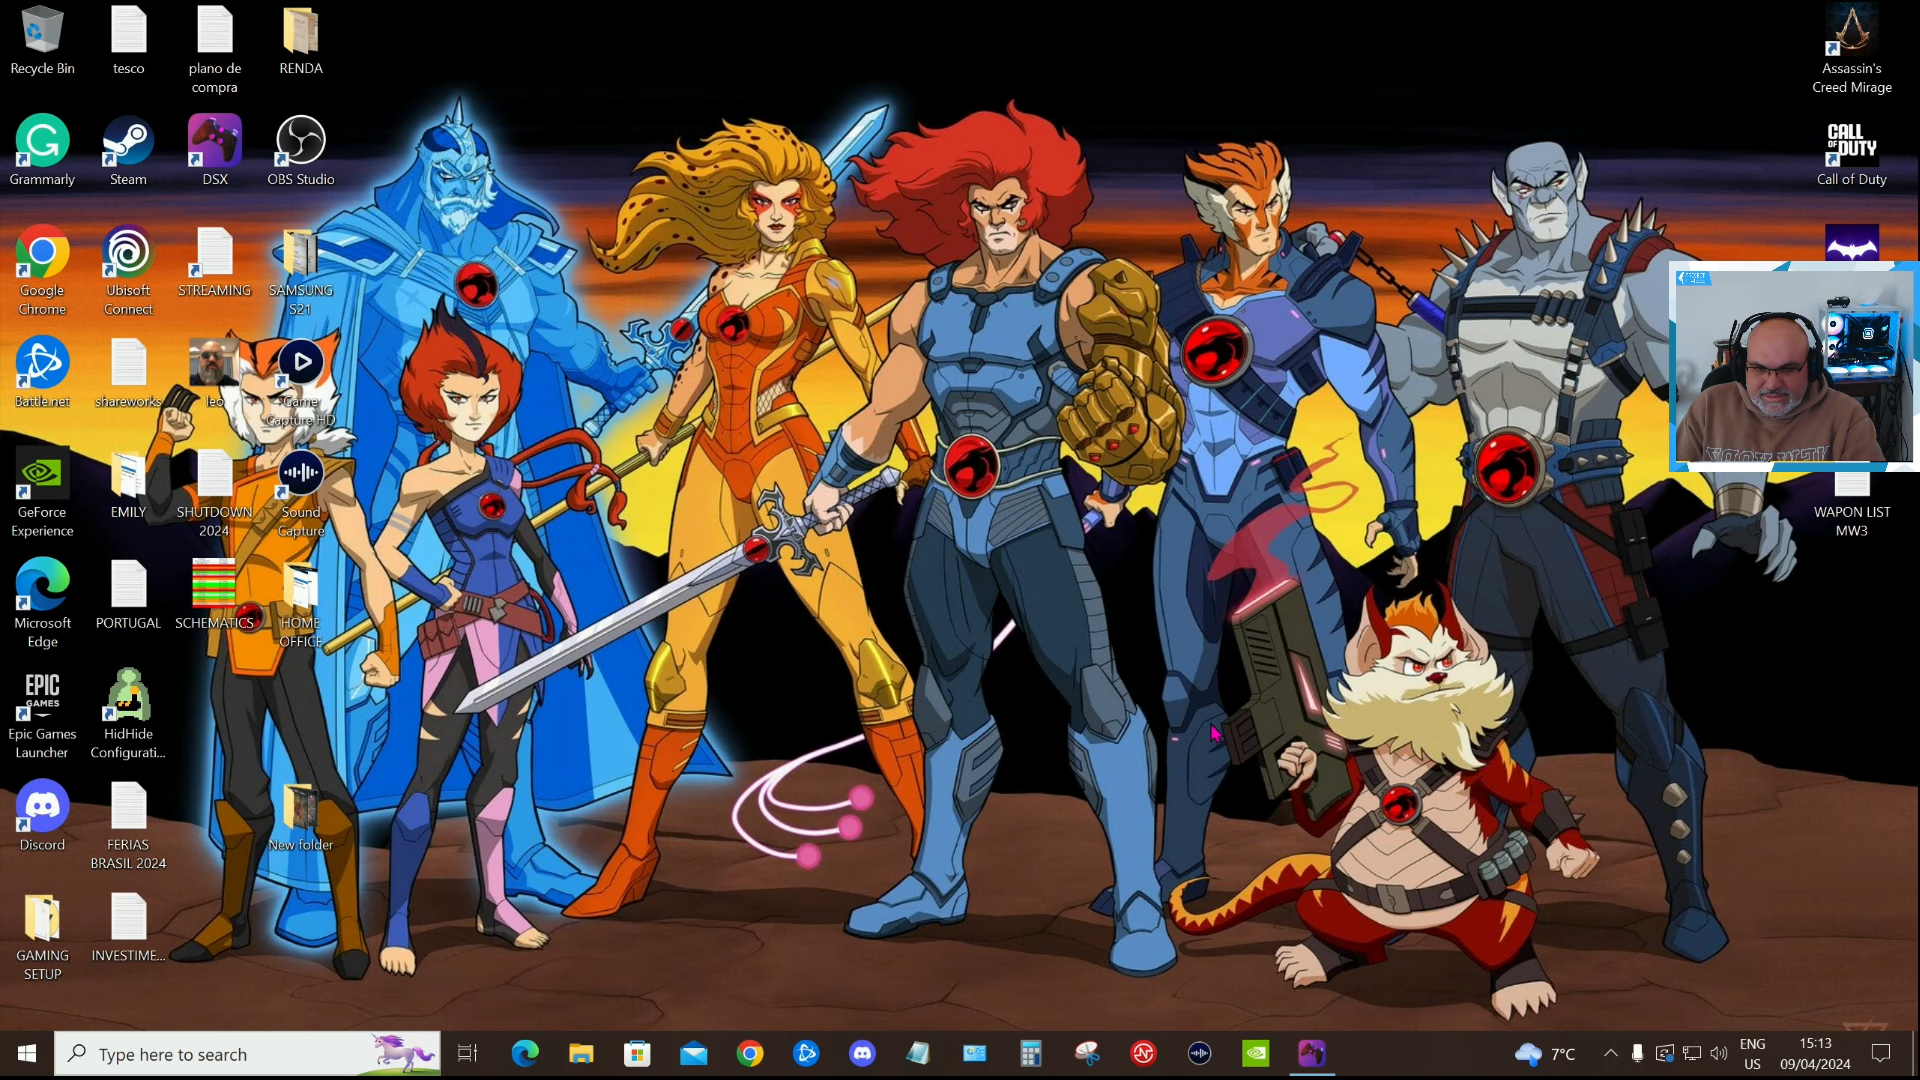 Recycle Bin
tesco
plano de
compra
RENDA
Assassin's
Creed Mirage
Grammarly
Steam
DSX
OBS Studio
CALL
OF DUTY
Call of Duty
Google
Chrome
Ubisoft
Connect
STREAMING
SAMSUNG
S21
Battle.net
shareworks
leo
Game
Capture HD
GeForce
Experience
EMILY
SHUTDOWN
2024
Sound
Capture
WAPON LIST
MW3
Microsoft
Edge
PORTUGAL
SCHEMATICS
HOME
OFFICE
EPIC
GAMES
Epic Games
Launcher
HidHide
Configurati...
Discord
FERIAS
BRASIL 2024
New folder
GAMING
SETUP
INVESTIME...
Type here to search
7°C
ENG
US
15:13
09/04/2024